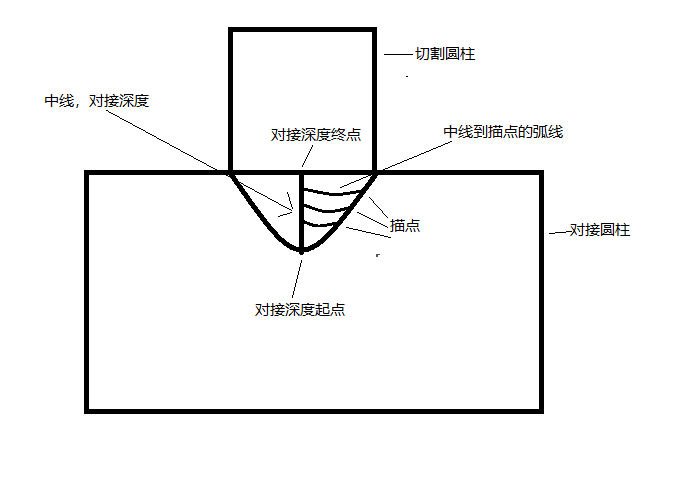 切割圆柱
中线，对接深度
对接深度终点
中线到描点的弧线
描点
对接圆柱
对接深度起点